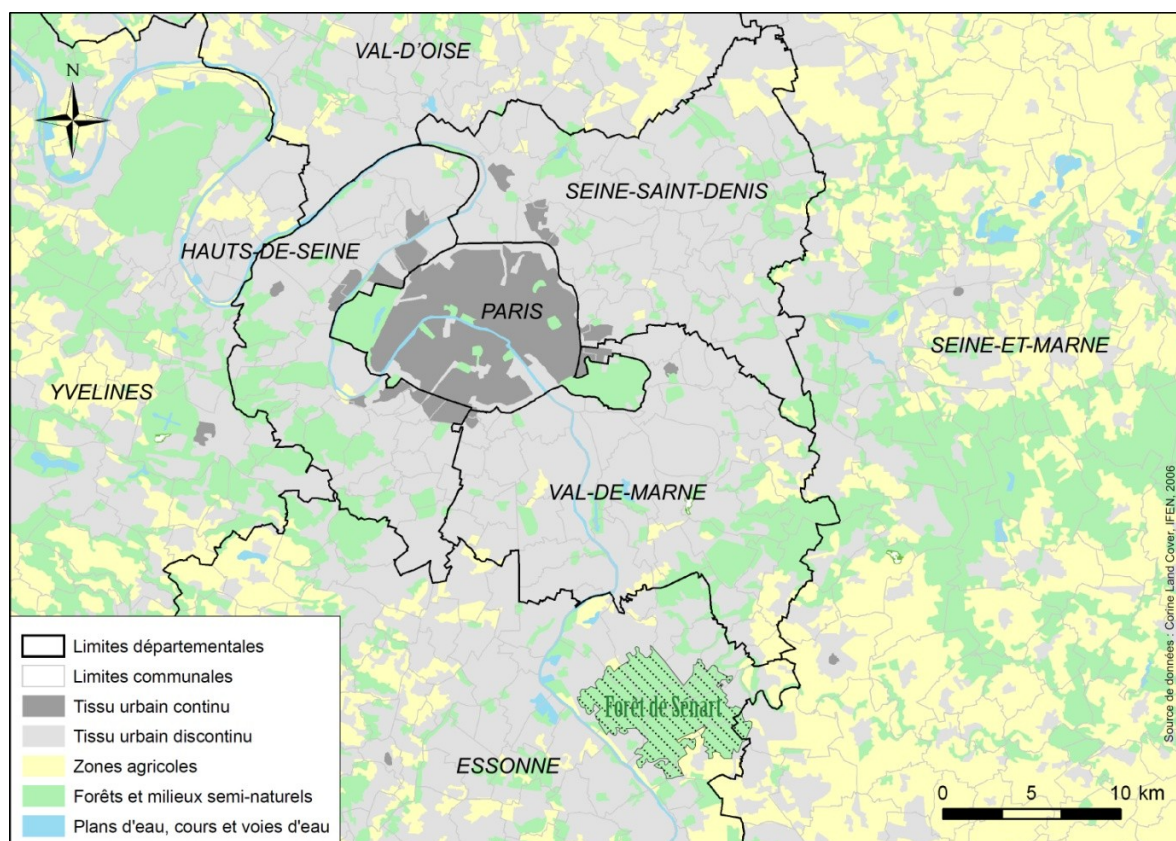 VAL-D'OISE
N
SEINE-SAINT-DENIS
HAUTS-DE-SEINE
PARIS
SEINE-ET-MARNE
YVELINES
VAL-DE-MARNE
Forêt de Sénart
ESSONNE
Limites départementales
Limites communales
Tissu urbain continu
Tissu urbain discontinu
Zones agricoles
Forêts et milieux semi-naturels
Plans d'eau, cours et voies d'eau
0 5 10 km
Source de données : Corine Land Cover, IFEN, 2006